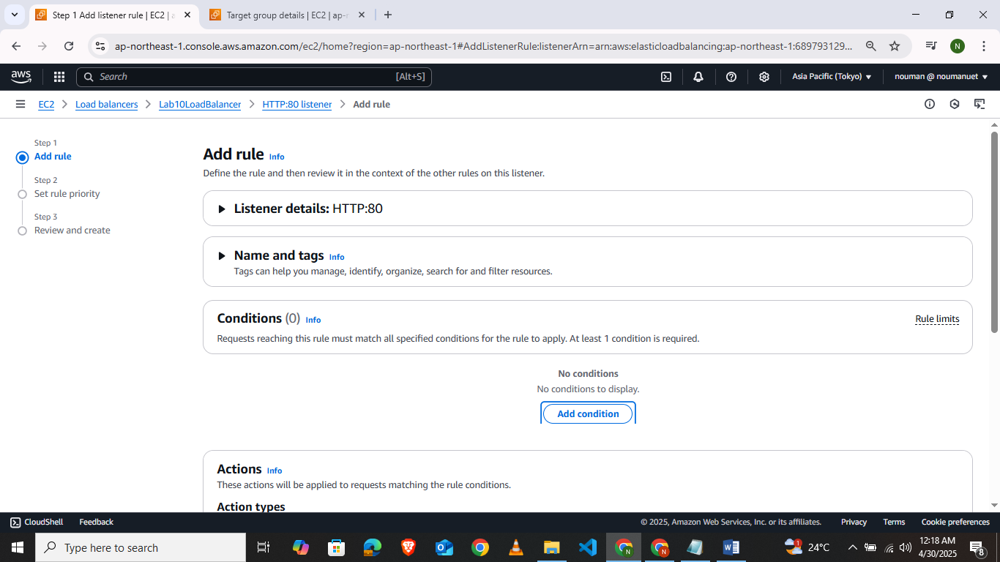 Step 1 Add listener rule | EC2 | a
Target group details | EC2 | ap-n
ap-northeast-1.console.aws.amazon.com/ec2/home?region=ap-northeast-1#AddListenerRule:listenerArn=arn:aws:elasticloadbalancing:ap-northeast-1:689793129...
N
aws
Search
[Alt+S]
Asia Pacific (Tokyo)
nouman @ noumanuet
EC2
Load balancers
Lab10LoadBalancer
HTTP:80 listener
Add rule
Step 1
Add rule
Step 2
Set rule priority
Step 3
Review and create
Add rule Info
Define the rule and then review it in the context of the other rules on this listener.
Listener details: HTTP:80
Name and tags Info
Tags can help you manage, identify, organize, search for and filter resources.
Conditions (0) Info
Rule limits
Requests reaching this rule must match all specified conditions for the rule to apply. At least 1 condition is required.
No conditions
No conditions to display.
Add condition
Actions Info
These actions will be applied to requests matching the rule conditions.
Action types
CloudShell
Feedback
© 2025, Amazon Web Services, Inc. or its affiliates.
Privacy
Terms
Cookie preferences
Type here to search
24°C
12:18 AM
4/30/2025
8